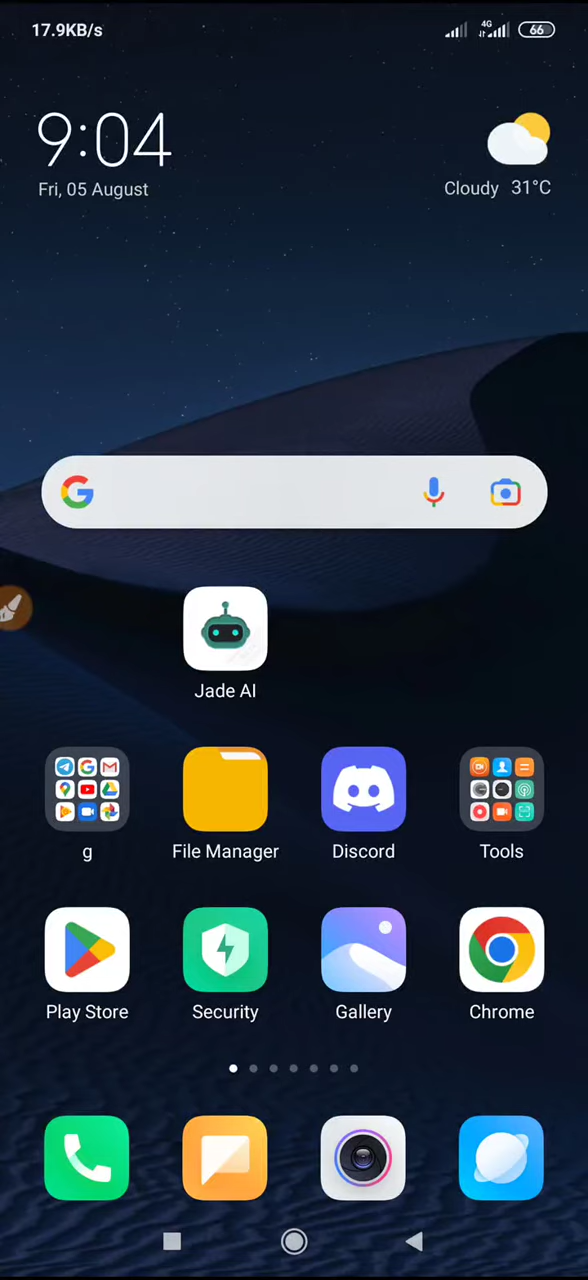 17.9KB/s 4G 66
9:04
Fri, 05 August
Cloudy 31°C
Jade AI
g File Manager Discord Tools
Play Store Security Gallery Chrome